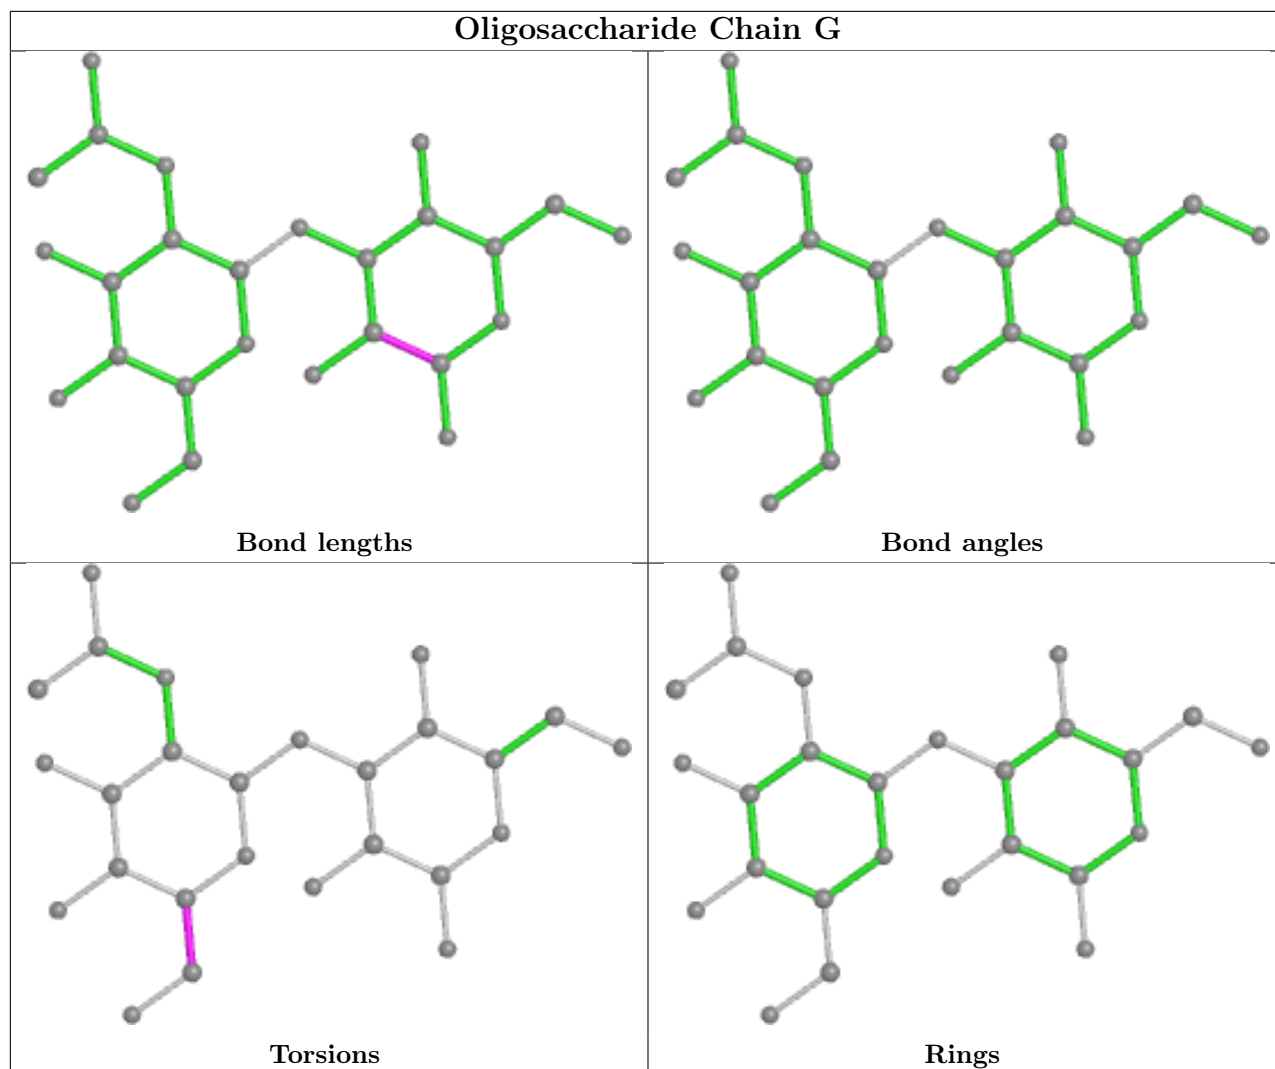 Oligosaccharide Chain G
Bond lengths
Bond angles
Torsions
Rings